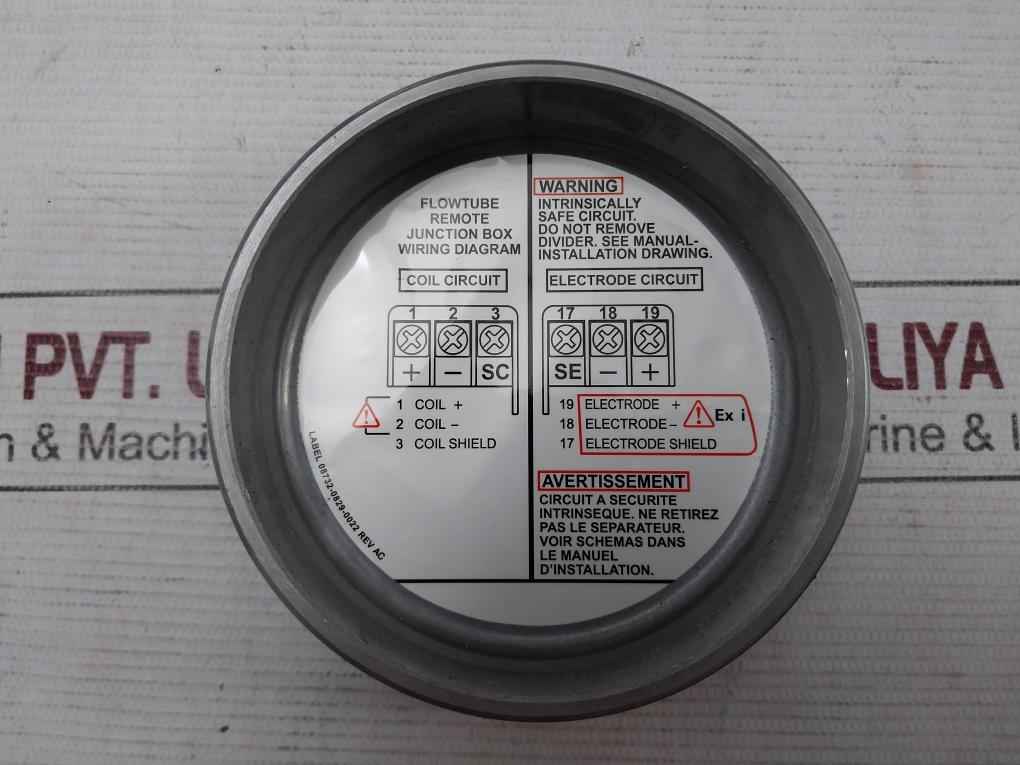 FLOWTUBE
REMOTE
JUNCTION BOX
WIRING DIAGRAM
COIL CIRCUIT
1 2 3
+ − SC
1 COIL +
2 COIL −
3 COIL SHIELD
LABEL 08732-0829-0022 REV AC
WARNING
INTRINSICALLY
SAFE CIRCUIT.
DO NOT REMOVE
DIVIDER. SEE MANUAL-
INSTALLATION DRAWING.
ELECTRODE CIRCUIT
17 18 19
SE − +
19 ELECTRODE +
18 ELECTRODE−
17 ELECTRODE SHIELD
Ex i
AVERTISSEMENT
CIRCUIT A SECURITE
INTRINSEQUE. NE RETIREZ
PAS LE SEPARATEUR.
VOIR SCHEMAS DANS
LE MANUEL
D'INSTALLATION.
PVT. LIYA
& &